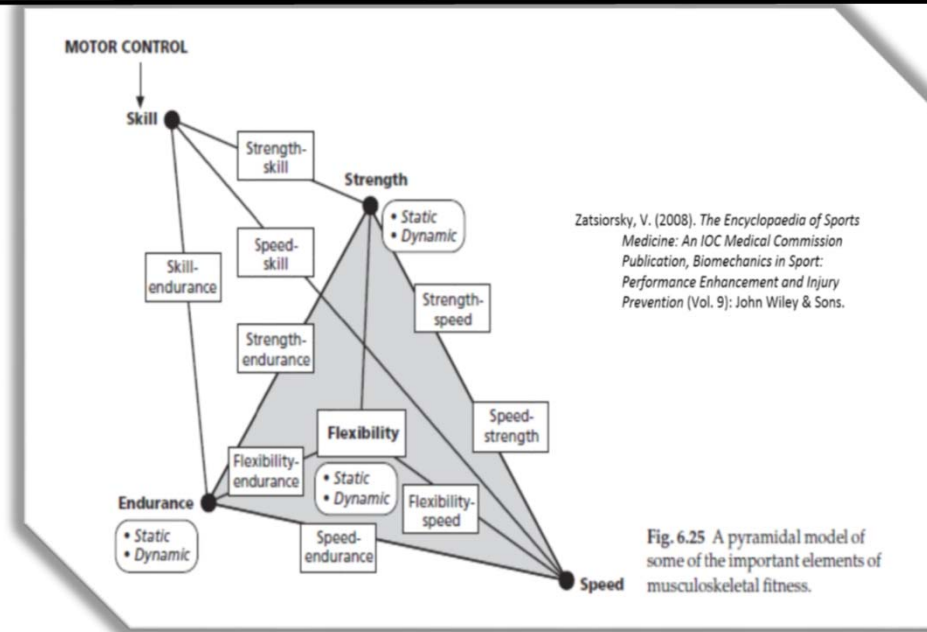 MOTOR CONTROL
Skill
Strength-
skill
Strength
• Static
• Dynamic
Speed-
skill
Skill-
endurance
Strength-
speed
Strength-
endurance
Speed-
strength
Flexibility
• Static
• Dynamic
Flexibility-
endurance
Flexibility-
speed
Endurance
• Static
• Dynamic
Speed-
endurance
Speed
Zatsiorsky, V. (2008). The Encyclopaedia of Sports
Medicine: An IOC Medical Commission
Publication, Biomechanics in Sport:
Performance Enhancement and Injury
Prevention (Vol. 9): John Wiley & Sons.
Fig. 6.25 A pyramidal model of
some of the important elements of
musculoskeletal fitness.